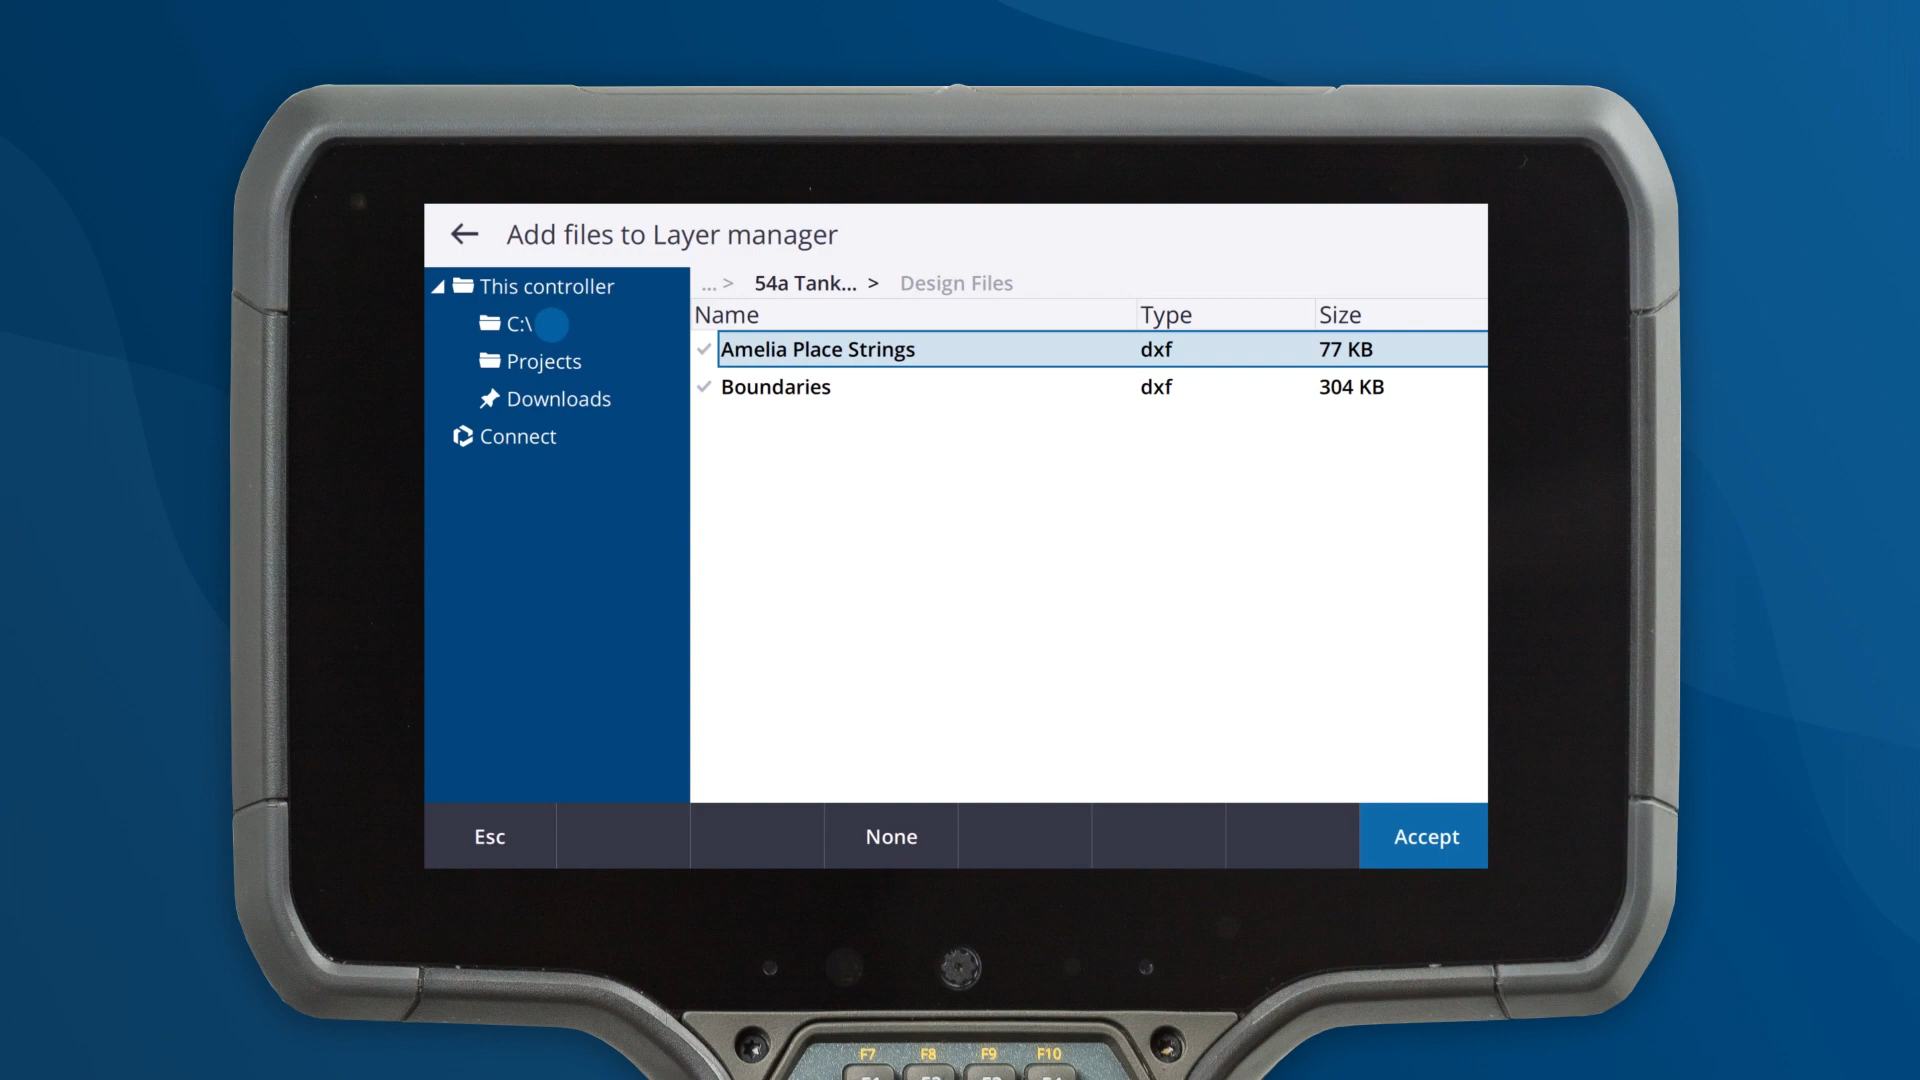 Add files to Layer manager
This controller
C:\
Projects
Downloads
Connect
... > 54a Tank... > Design Files
Name Type Size
Amelia Place Strings dxf 77 KB
Boundaries dxf 304 KB
Esc None Accept
F7 F8 F9 F10